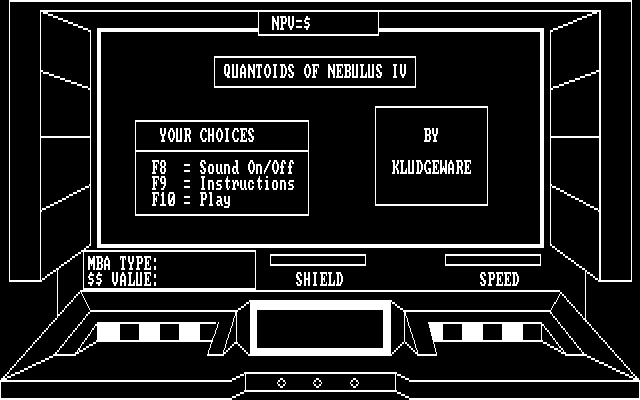 NPV=$
QUANTOIDS OF NEBULUS IV
YOUR CHOICES
F8 = Sound On/Off
F9 = Instructions
F10 = Play
BY
KLUDGEWARE
MBA TYPE:
$$ VALUE:
SHIELD
SPEED